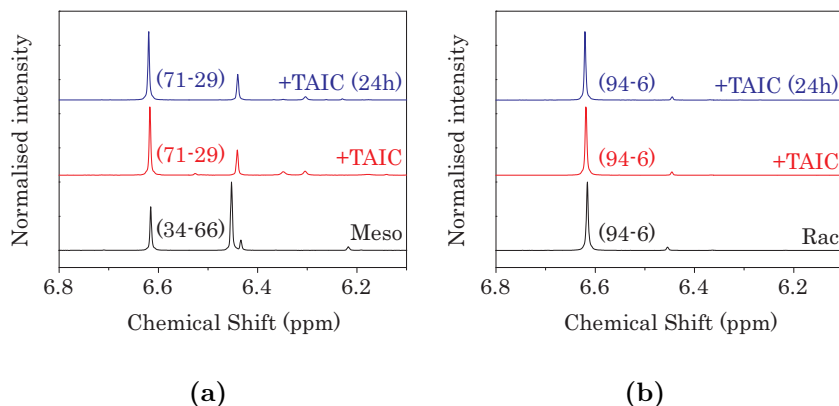 Normalised intensity
(71-29)
+TAIC (24h)
(71-29)
+TAIC
(34-66)
Meso
6.8
6.6
6.4
6.2
Chemical Shift (ppm)
(a)
Normalised intensity
(94-6)
+TAIC (24h)
(94-6)
+TAIC
(94-6)
Rac
6.8
6.6
6.4
6.2
Chemical Shift (ppm)
(b)